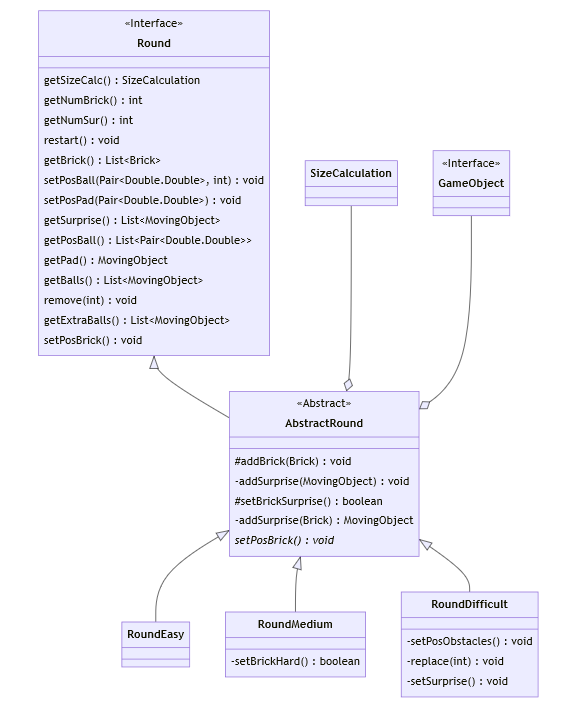 «Interface»
Round
getSizeCalc() : SizeCalculation
getNumBrick() : int
getNumSur() : int
restart() : void
getBrick() : List<Brick>
setPosBall(Pair<Double.Double>, int) : void
setPosPad(Pair<Double.Double>) : void
getSurprise() : List<MovingObject>
getPosBall() : List<Pair<Double.Double>>
getPad() : MovingObject
getBalls() : List<MovingObject>
remove(int) : void
getExtraBalls() : List<MovingObject>
setPosBrick() : void
SizeCalculation
«Interface»
GameObject
«Abstract»
AbstractRound
#addBrick(Brick) : void
-addSurprise(MovingObject) : void
#setBrickSurprise() : boolean
-addSurprise(Brick) : MovingObject
setPosBrick() : void
RoundEasy
RoundMedium
-setBrickHard() : boolean
RoundDifficult
-setPosObstacles() : void
-replace(int) : void
-setSurprise() : void